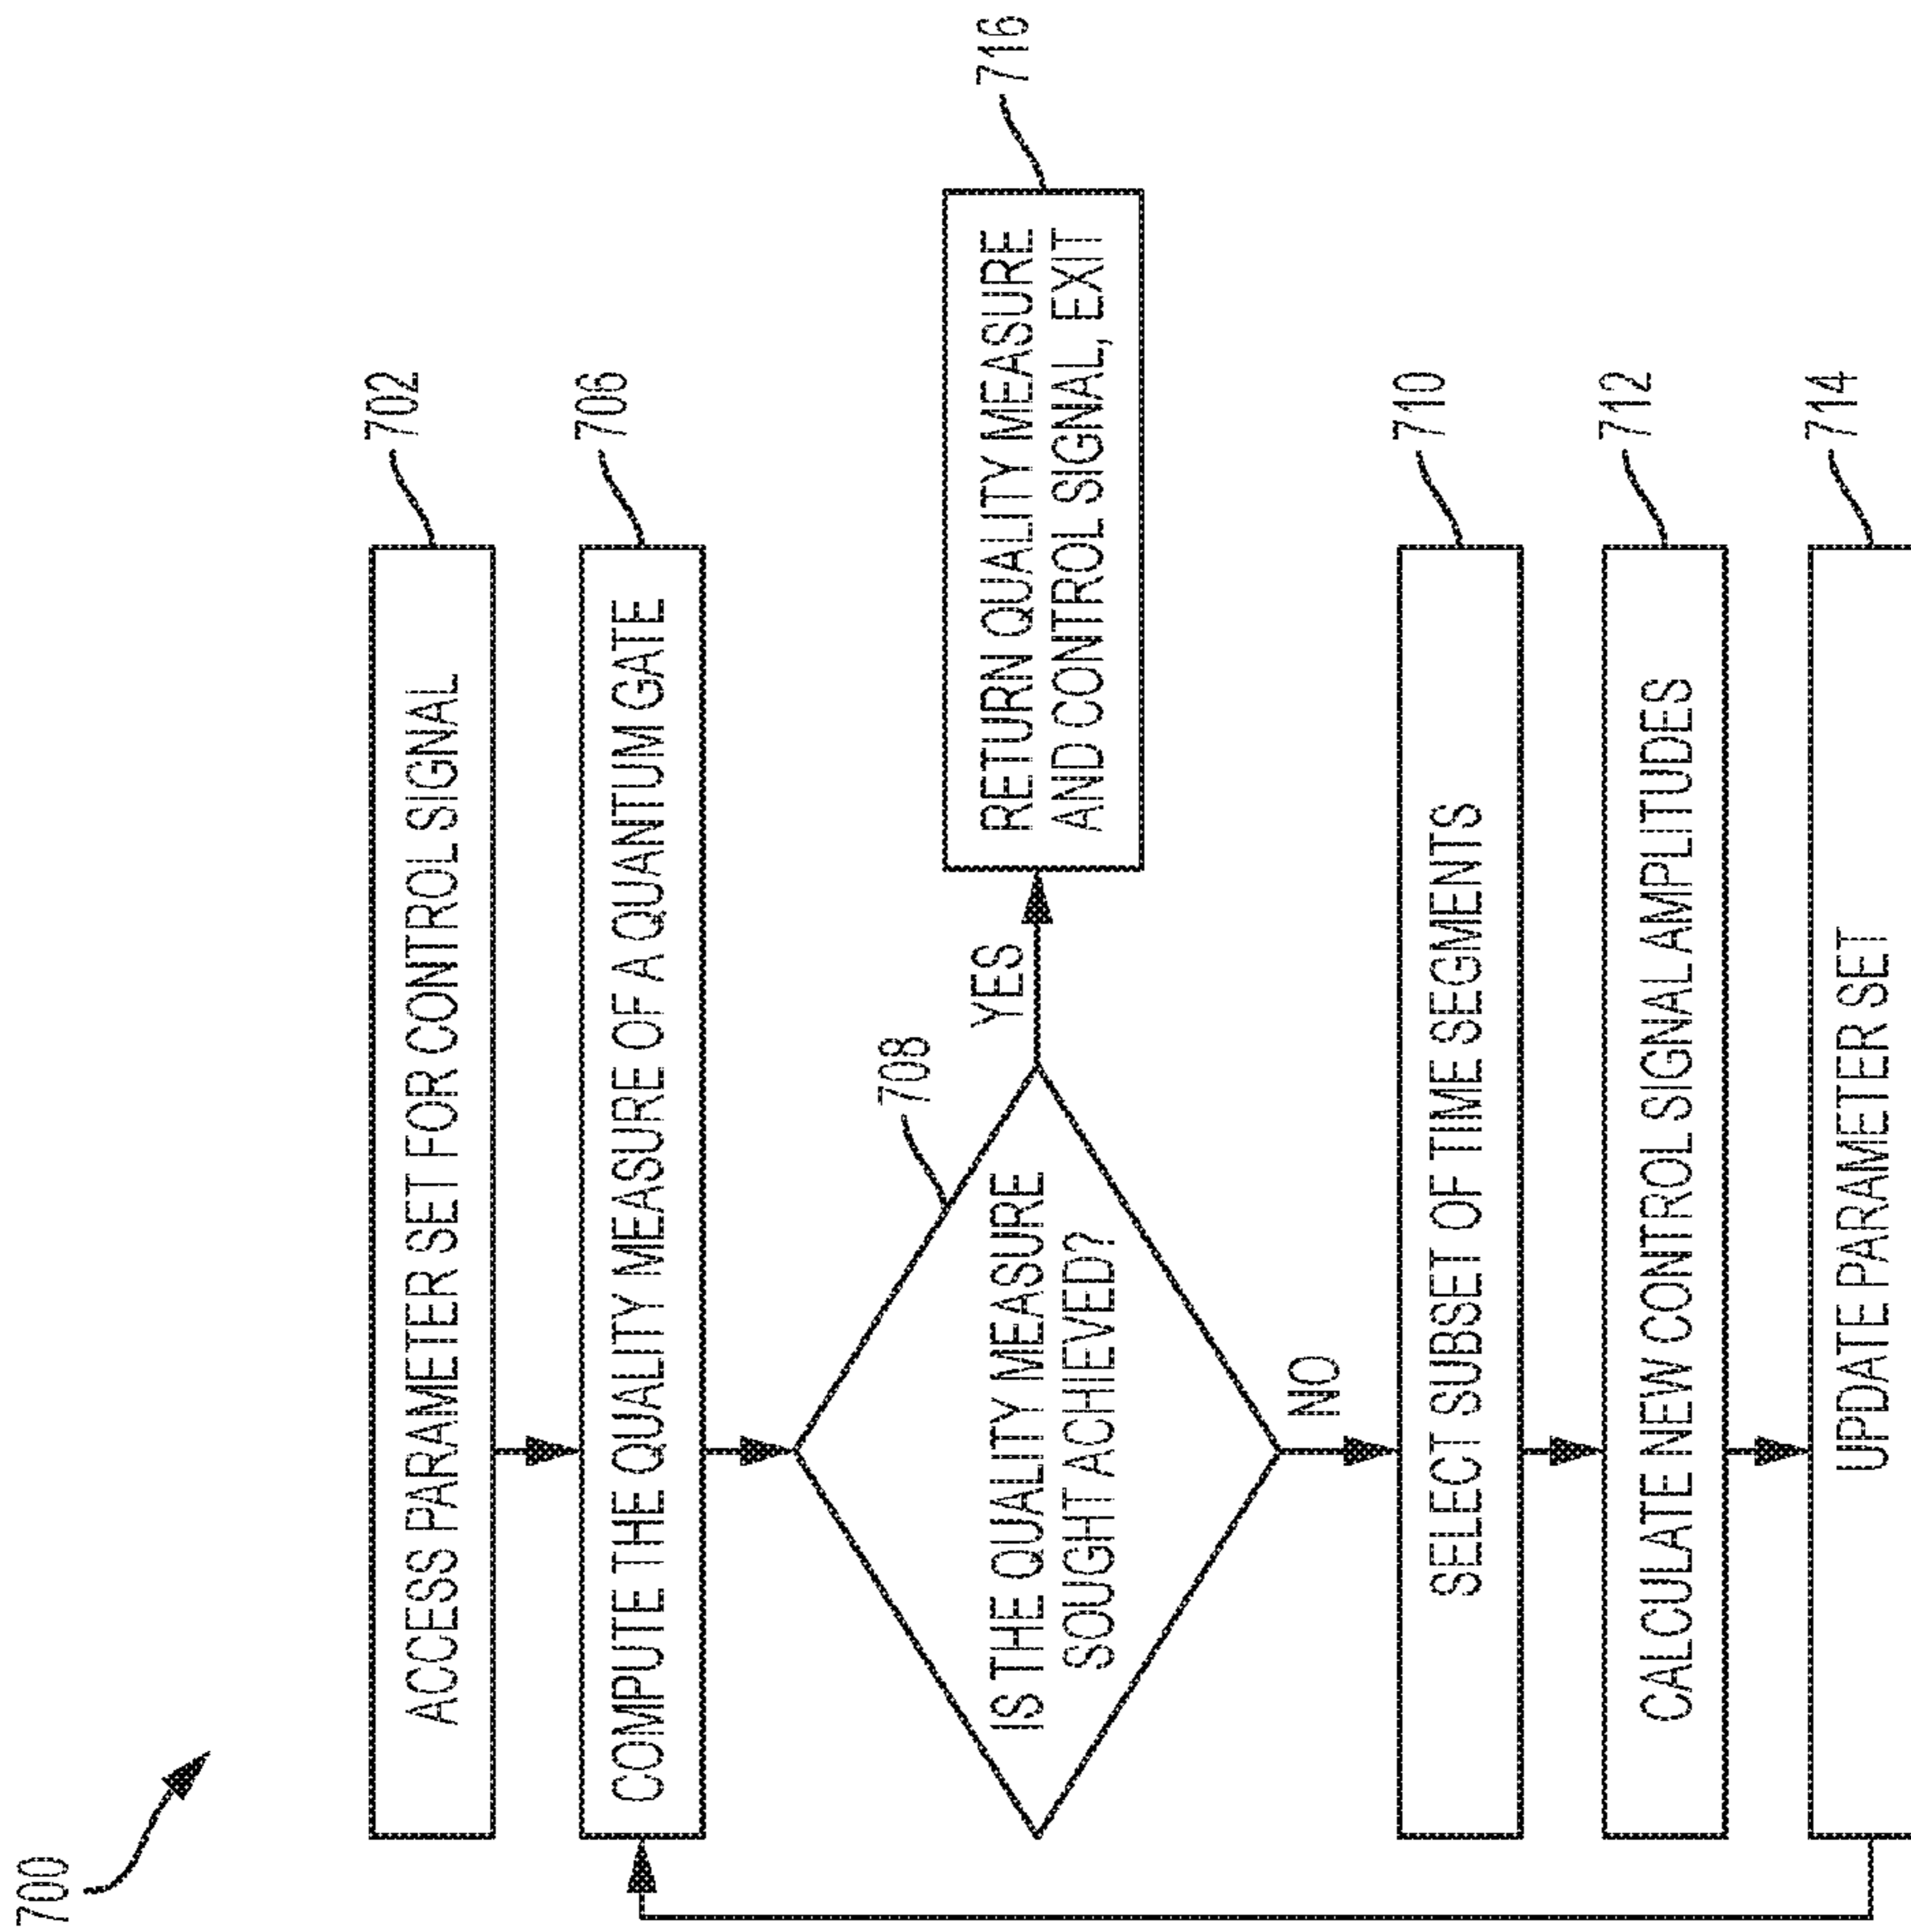 700
ACCESS PARAMETER SET FOR CONTROL SIGNAL
702
COMPUTE THE QUALITY MEASURE OF A QUANTUM GATE
706
IS THE QUALITY MEASURE
SOUGHT ACHIEVED?
708
YES
RETURN QUALITY MEASURE
AND CONTROL SIGNAL, EXIT
716
NO
SELECT SUBSET OF TIME SEGMENTS
710
CALCULATE NEW CONTROL SIGNAL AMPLITUDES
712
UPDATE PARAMETER SET
714